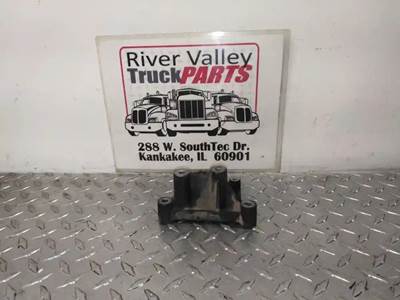 River Valley
TruckPARTS
288 W. SouthTec Dr.
Kankakee, IL 60901